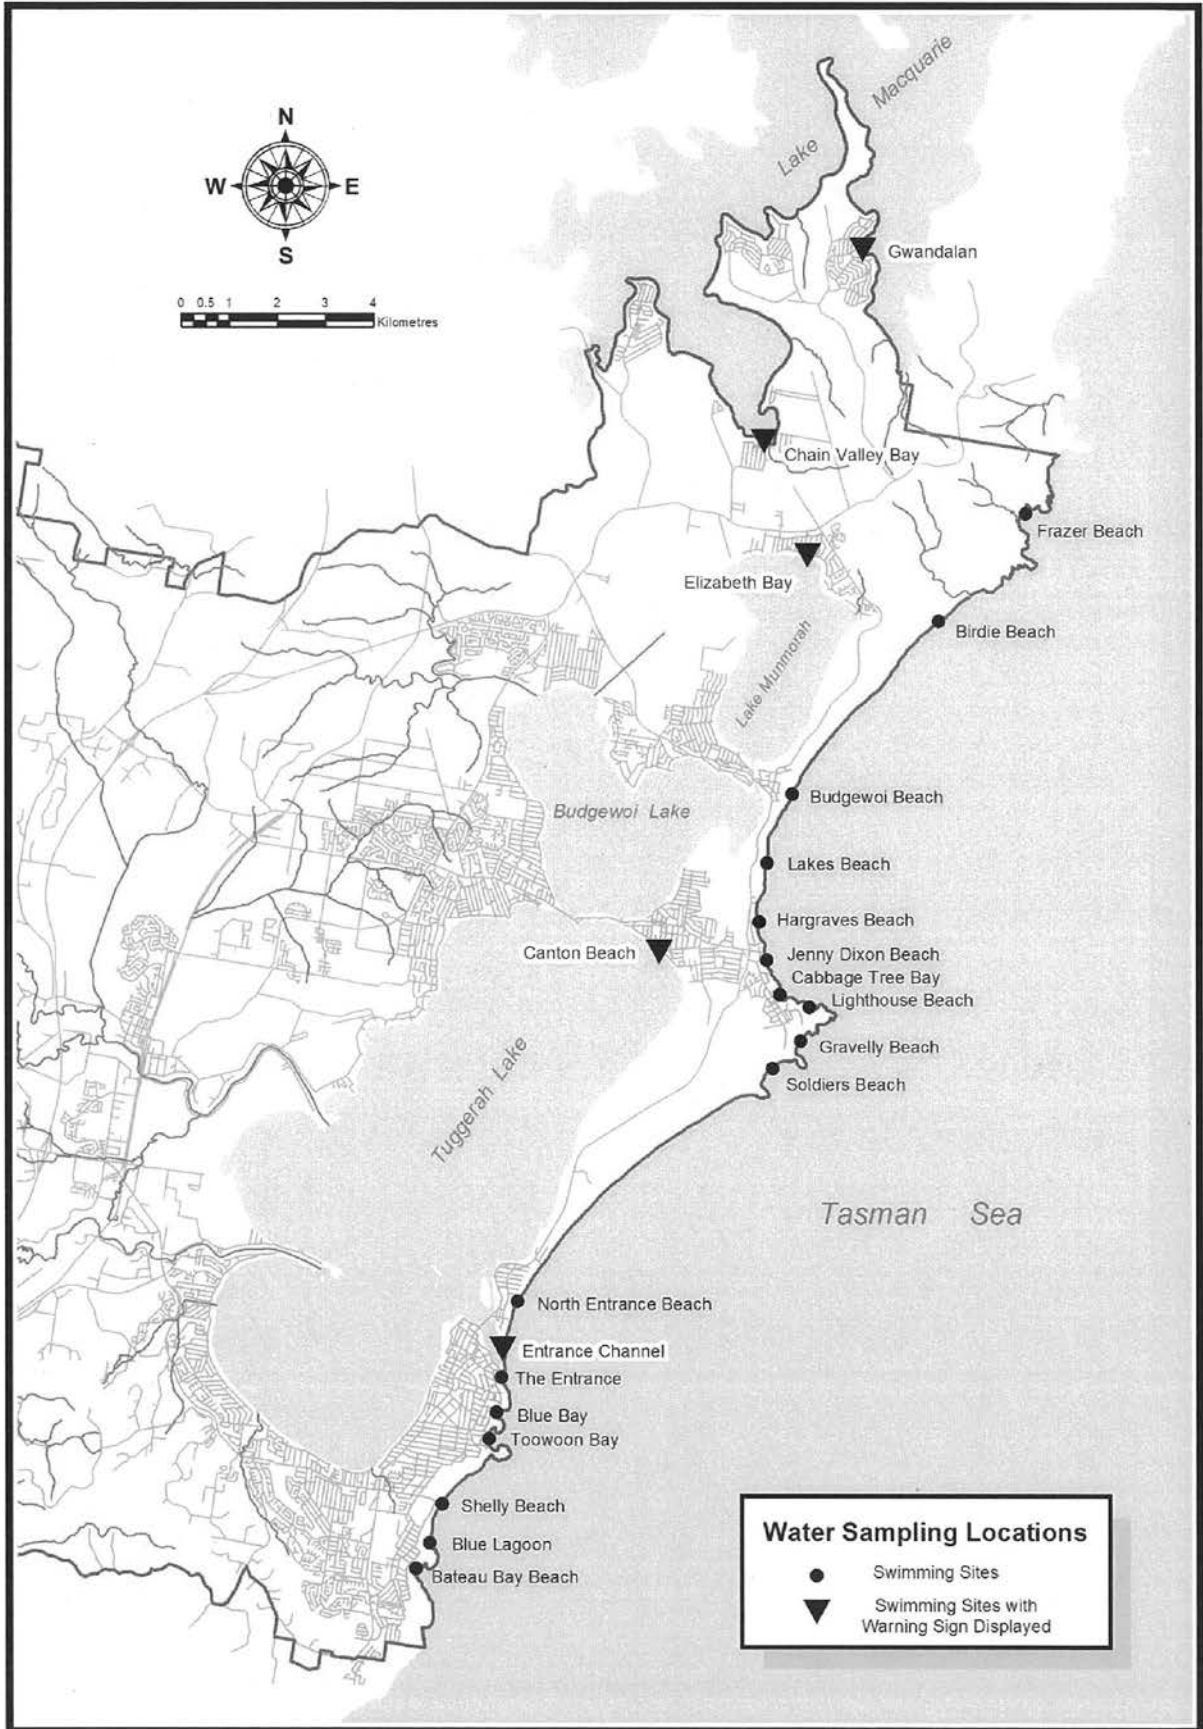 Macquarie
Lake
N
W
E
S
0 0.5 1 2 3 4
Kilometres
Gwandalan
Chain Valley Bay
Frazer Beach
Elizabeth Bay
Birdie Beach
Lake Munmorah
Budgewoi Beach
Budgewoi Lake
Lakes Beach
Hargraves Beach
Canton Beach
Jenny Dixon Beach
Cabbage Tree Bay
Lighthouse Beach
Gravelly Beach
Soldiers Beach
Tuggerah Lake
Tasman Sea
North Entrance Beach
Entrance Channel
The Entrance
Blue Bay
Toowoon Bay
Shelly Beach
Blue Lagoon
Bateau Bay Beach
Water Sampling Locations
Swimming Sites
Swimming Sites with
Warning Sign Displayed